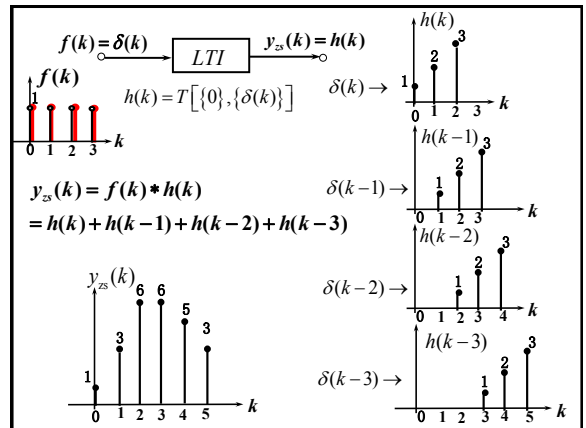 f(k)=δ(k)
LTI
y_zs(k)=h(k)
h(k)=T[{0},{δ(k)}]
f(k)
1
0 1 2 3 k
y_zs(k)=f(k)*h(k)
=h(k)+h(k−1)+h(k−2)+h(k−3)
y_zs(k)
1 3 6 6 5 3
0 1 2 3 4 5 k
h(k)
δ(k)→
1 2 3
0 1 2 k
h(k−1)
δ(k−1)→
1 2 3
0 1 2 3 k
h(k−2)
δ(k−2)→
1 2 3
0 1 2 3 4 k
h(k−3)
δ(k−3)→
1 2 3
0 1 2 3 4 5 k